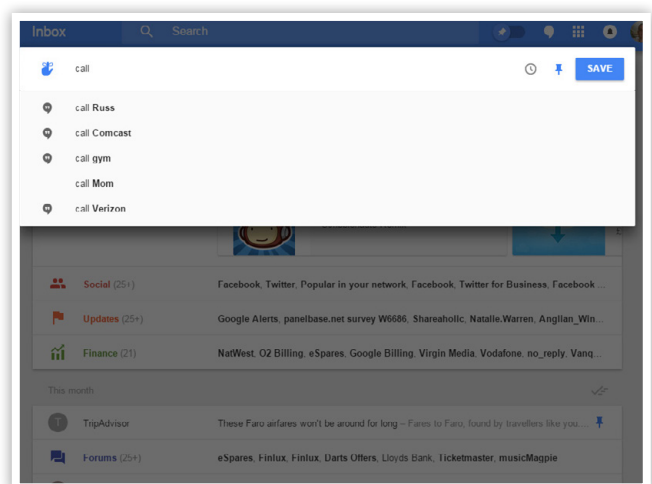 Inbox Search
call SAVE
call Russ
call Comcast
call gym
call Mom
call Verizon
Social (25+) Facebook, Twitter, Popular in your network, Facebook, Twitter for Business, Facebook ...
Updates (25+) Google Alerts, panelbase.net survey W6686, Shareaholic, Natalie.Warren, Anglian_Win...
Finance (21) NatWest, O2 Billing, eSpares, Google Billing, Virgin Media, Vodafone, no_reply, Vanq...
This month
T TripAdvisor These Faro airfares won't be around for long – Fares to Faro, found by travellers like you ...
Forums (25+) eSpares, Finlux, Finlux, Darts Offers, Lloyds Bank, Ticketmaster, musicMagpie